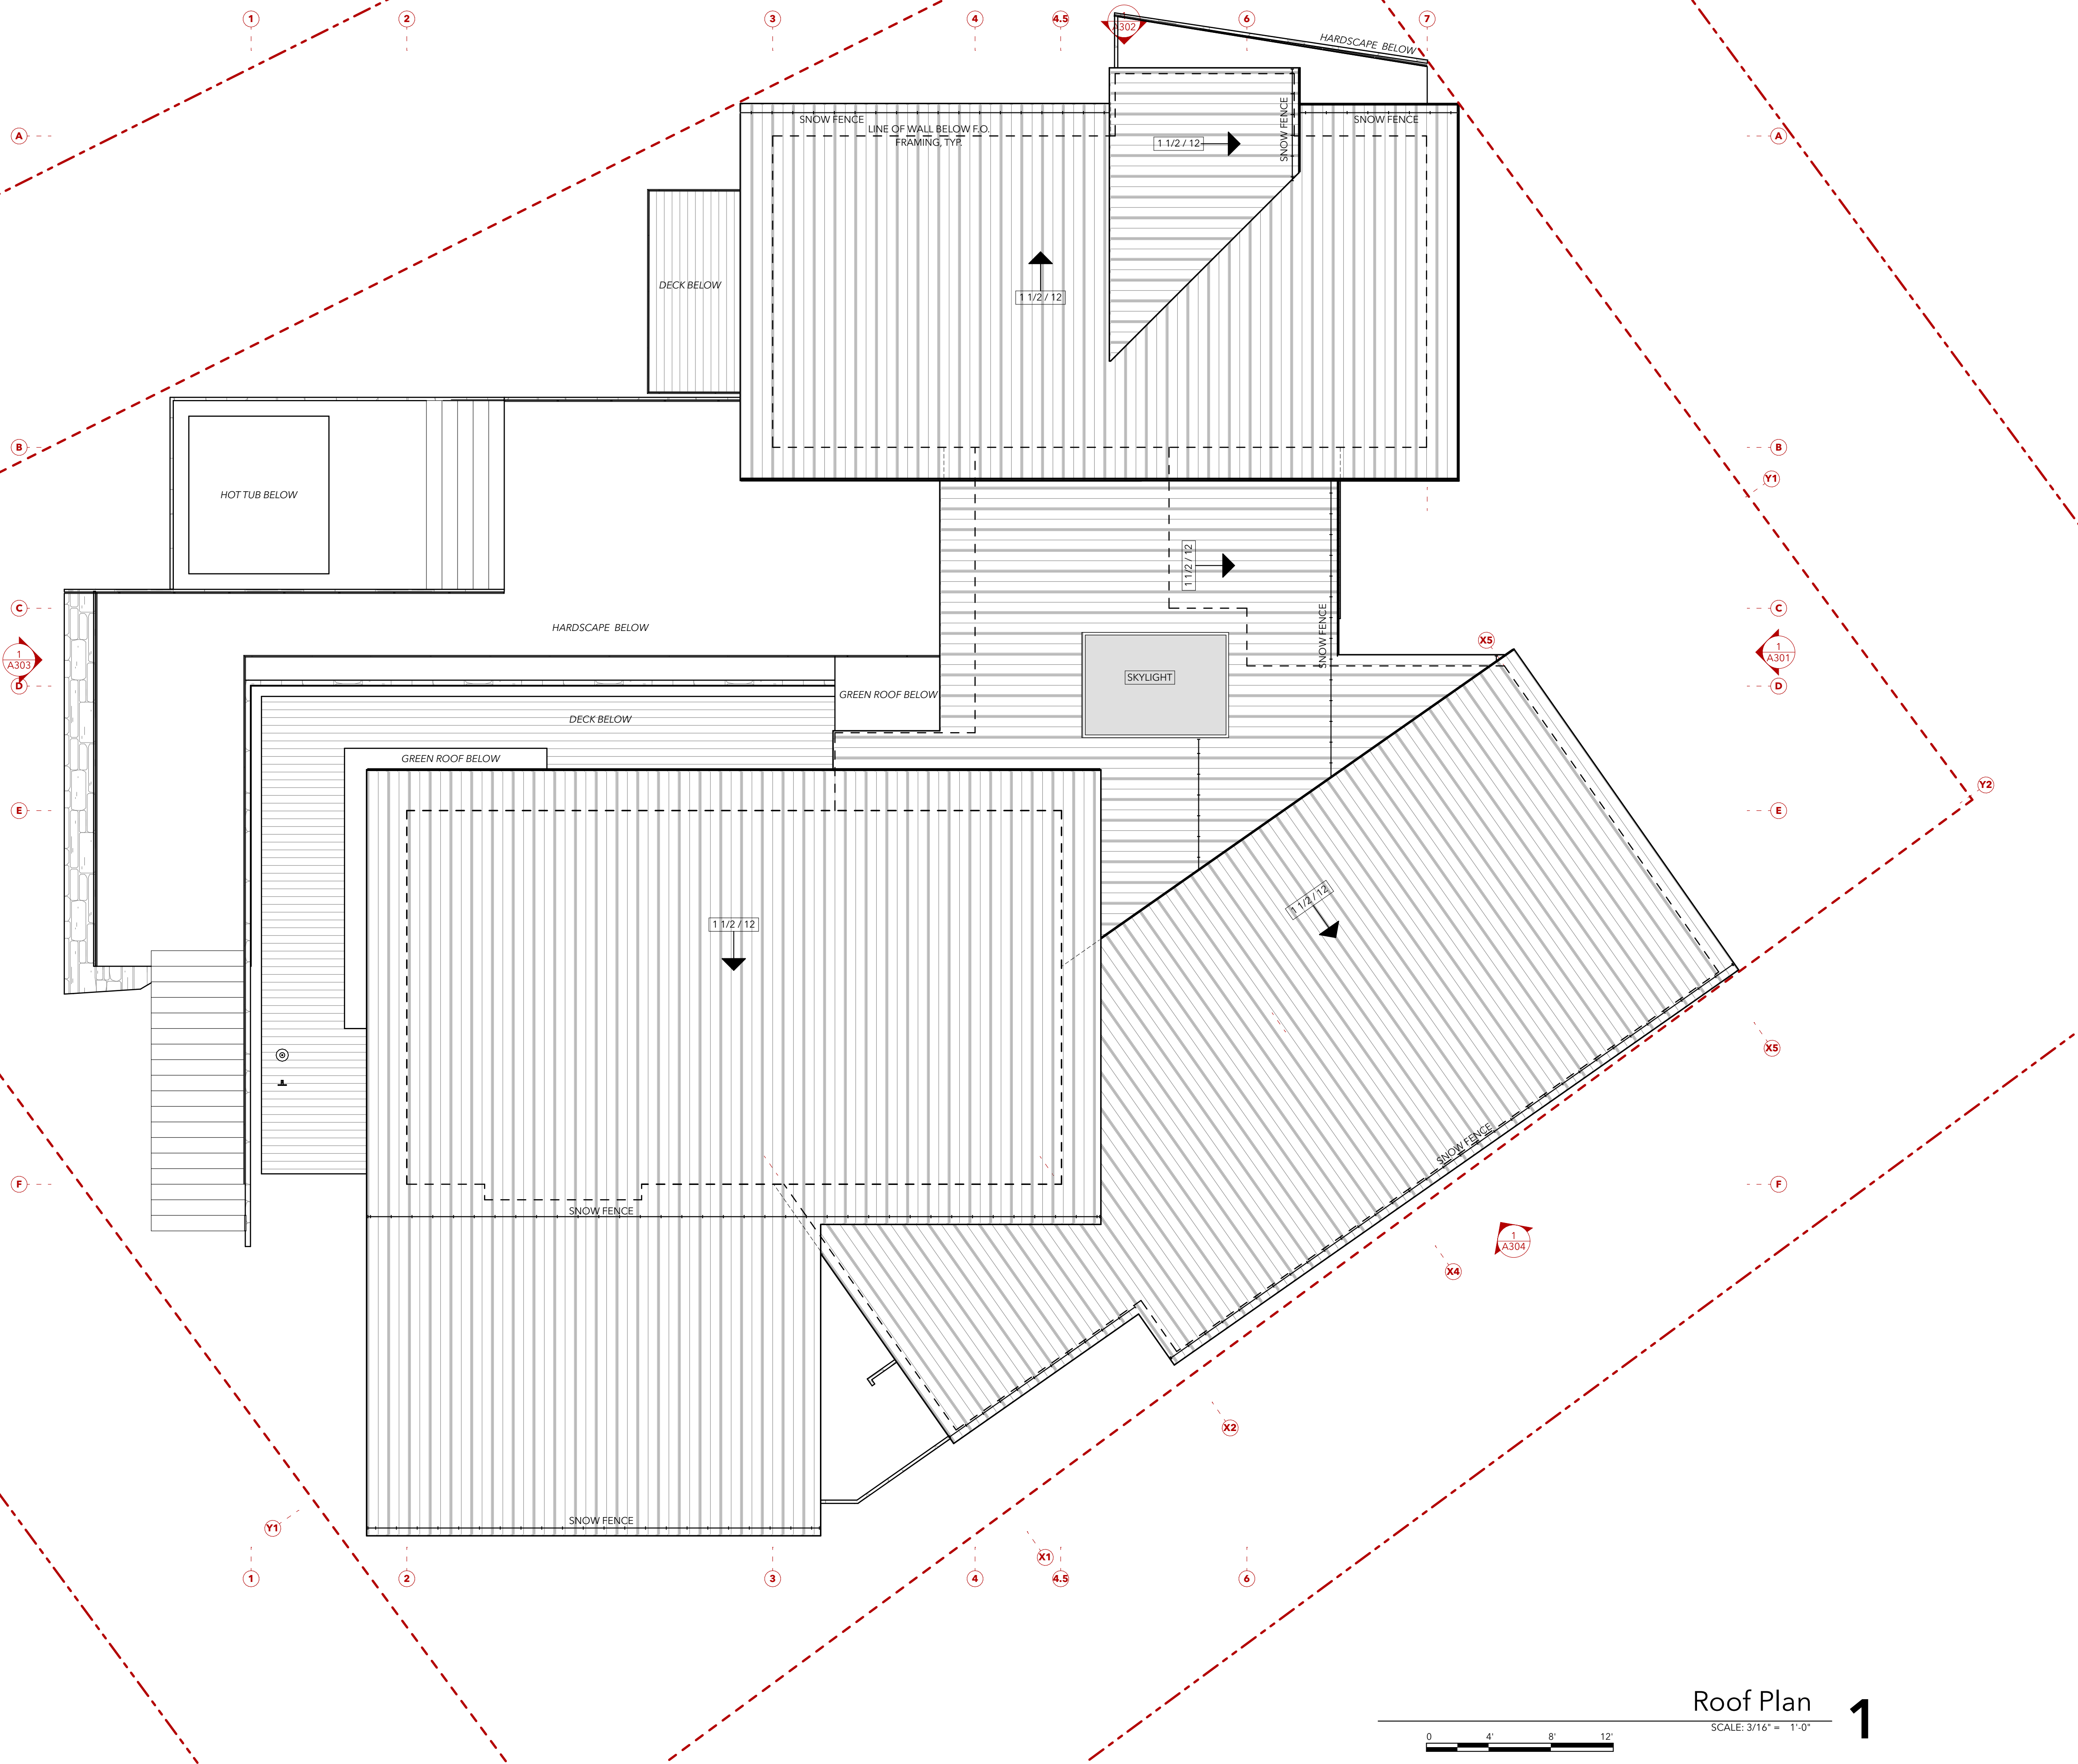 1 2 3 4 4.5 6 7
1
A302
HARDSCAPE BELOW
A A
SNOW FENCE
SNOW FENCE
SNOW FENCE
LINE OF WALL BELOW F.O.
FRAMING, TYP.
1 1/2 / 12
DECK BELOW
1 1/2 / 12
B B
Y1
HOT TUB BELOW
1 1/2 / 12
C C
HARDSCAPE BELOW
SNOW FENCE
X5
1
A303
1
A301
D D
SKYLIGHT
GREEN ROOF BELOW
DECK BELOW
GREEN ROOF BELOW
Y2
E E
1 1/2 / 12
1 1/2 / 12
X5
SNOW FENCE
F F
SNOW FENCE
1
A304
X4
X2
SNOW FENCE
Y1
X1
1 2 3 4 4.5 6
Roof Plan
1
SCALE: 3/16" = 1'-0"
0 4' 8' 12'